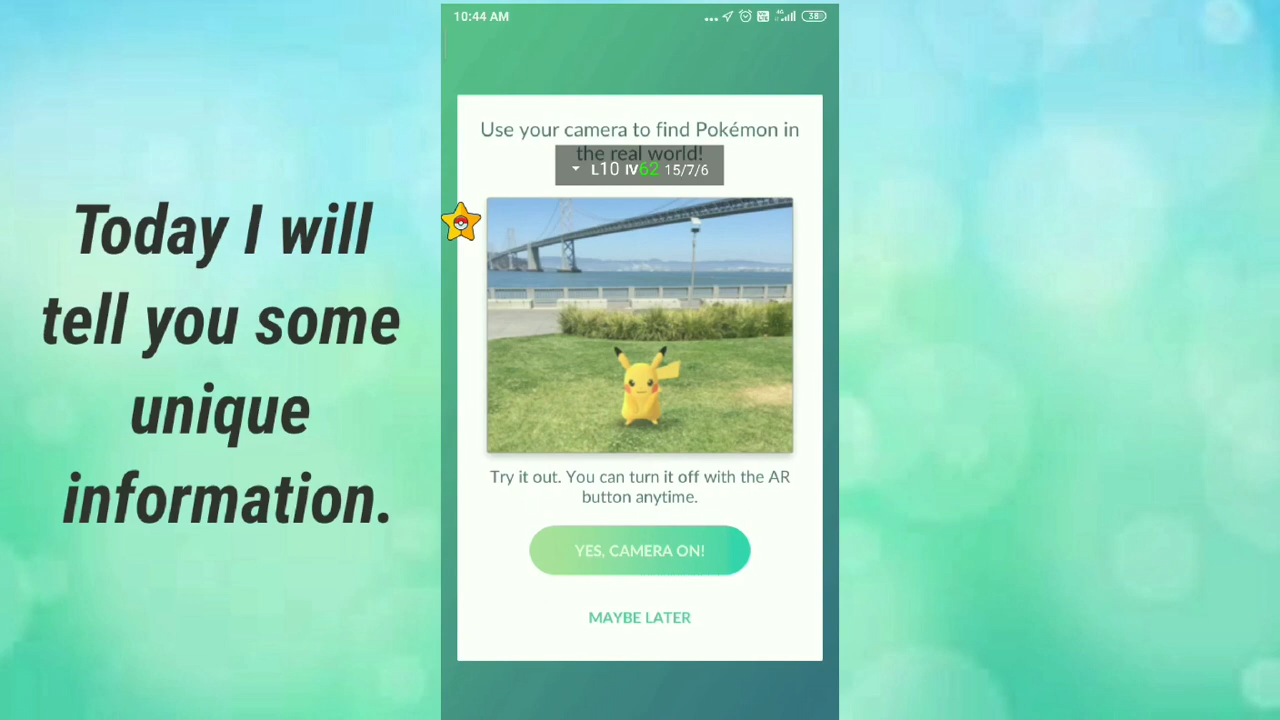 Today I will
tell you some
unique
information.
10:44 AM
4G
38
Use your camera to find Pokémon in
the real world!
L10 IV62 15/7/6
Try it out. You can turn it off with the AR
button anytime.
YES, CAMERA ON!
MAYBE LATER